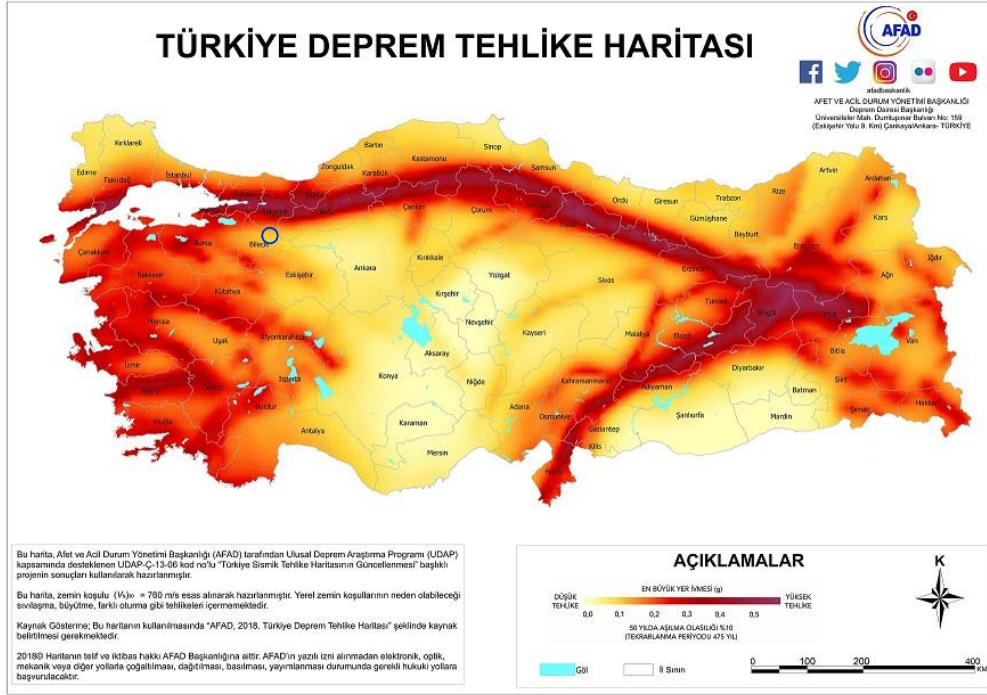 TÜRKİYE DEPREM TEHLİKE HARİTASI
AFAD
afadbaskanlik
AFET VE ACİL DURUM YÖNETİMİ BAŞKANLIĞI
Deprem Dairesi Başkanlığı
Üniversiteler Mah. Dumlupınar Bulvarı No: 159
(Eskişehir Yolu 9. Km) Çankaya/Ankara- TÜRKİYE
Kırklareli
Edirne
Tekirdağ
İstanbul
Zonguldak
Bartın
Karabük
Kastamonu
Sinop
Samsun
Çankırı
Çorum
Ordu
Giresun
Trabzon
Rize
Artvin
Ardahan
Kars
Gümüşhane
Bayburt
Erzurum
Iğdır
Ağrı
Çanakkale
Bursa
Bilecik
Balıkesir
Kütahya
Eskişehir
Ankara
Kırıkkale
Yozgat
Sivas
Erzincan
Tunceli
Bingöl
Muş
Kırşehir
Nevşehir
Kayseri
Malatya
Elazığ
Bitlis
Van
Manisa
Uşak
Afyonkarahisar
Aksaray
Konya
Niğde
İzmir
Denizli
Isparta
Burdur
Muğla
Antalya
Karaman
Mersin
Adana
Osmaniye
Kahramanmaraş
Adıyaman
Gaziantep
Kilis
Hatay
Şanlıurfa
Diyarbakır
Batman
Mardin
Siirt
Şırnak
Hakkari
Bu harita, Afet ve Acil Durum Yönetimi Başkanlığı (AFAD) tarafından Ulusal Deprem Araştırma Programı (UDAP)
kapsamında desteklenen UDAP-Ç-13-06 kod no'lu "Türkiye Sismik Tehlike Haritasının Güncellenmesi" başlıklı
projenin sonuçları kullanılarak hazırlanmıştır.
Bu harita, zemin koşulu (Vs)30 = 760 m/s esas alınarak hazırlanmıştır. Yerel zemin koşullarının neden olabileceği
sıvılaşma, büyütme, farklı oturma gibi tehlikeleri içermemektedir.
Kaynak Gösterme; Bu haritanın kullanılmasında "AFAD, 2018. Türkiye Deprem Tehlike Haritası" şeklinde kaynak
belirtilmesi gerekmektedir.
2018© Haritanın telif ve iktibas hakkı AFAD Başkanlığına aittir. AFAD'ın yazılı izni alınmadan elektronik, optik,
mekanik veya diğer yollarla çoğaltılması, dağıtılması, basılması, yayımlanması durumunda gerekli hukuki yollara
başvurulacaktır.
AÇIKLAMALAR
EN BÜYÜK YER İVMESİ (g)
DÜŞÜK TEHLİKE
YÜKSEK TEHLİKE
0,0 0,1 0,2 0,3 0,4 0,5
50 YILDA AŞILMA OLASILIĞI %10
(TEKRARLANMA PERİYODU 475 YIL)
Göl
İl Sınırı
K
0 100 200 400
KM